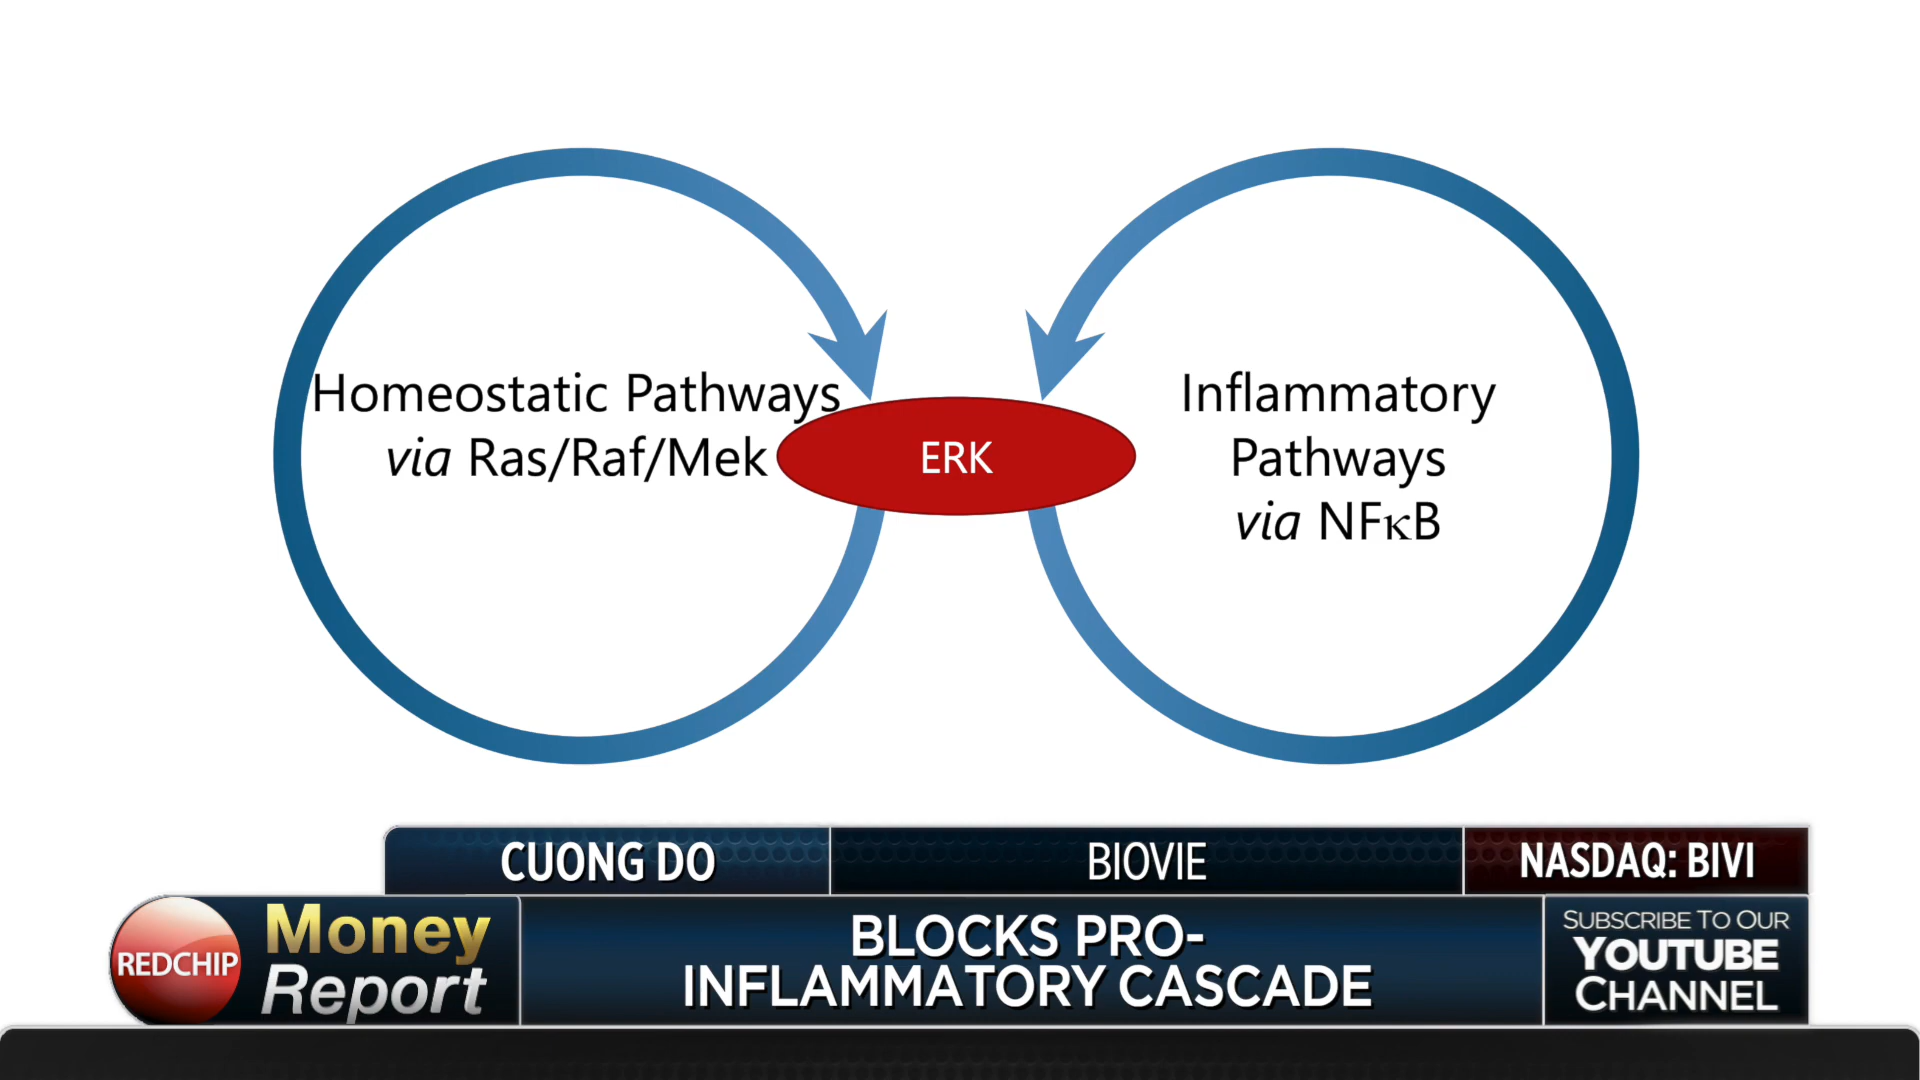 Homeostatic Pathways
via Ras/Raf/Mek
ERK
Inflammatory
Pathways
via NFκB
CUONG DO
BIOVIE
NASDAQ: BIVI
REDCHIP
Money
Report
BLOCKS PRO-
INFLAMMATORY CASCADE
SUBSCRIBE TO OUR
YOUTUBE
CHANNEL